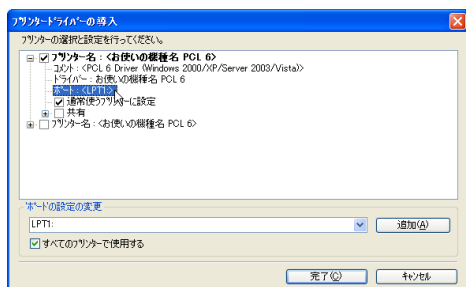 プリンタードライバーの導入
プリンターの選択と設定を行ってください。
プリンター名 : <お使いの機種名 PCL 6>
コメント : <PCL 6 Driver (Windows 2000/XP/Server 2003/Vista)>
ドライバー : お使いの機種名 PCL 6
ポート : <LPT1:>
通常使うプリンターに設定
共有
プリンター名 : <お使いの機種名 PCL 6>
ポートの設定の変更
LPT1:
追加(A)
すべてのプリンターで使用する
完了(C)
キャンセル